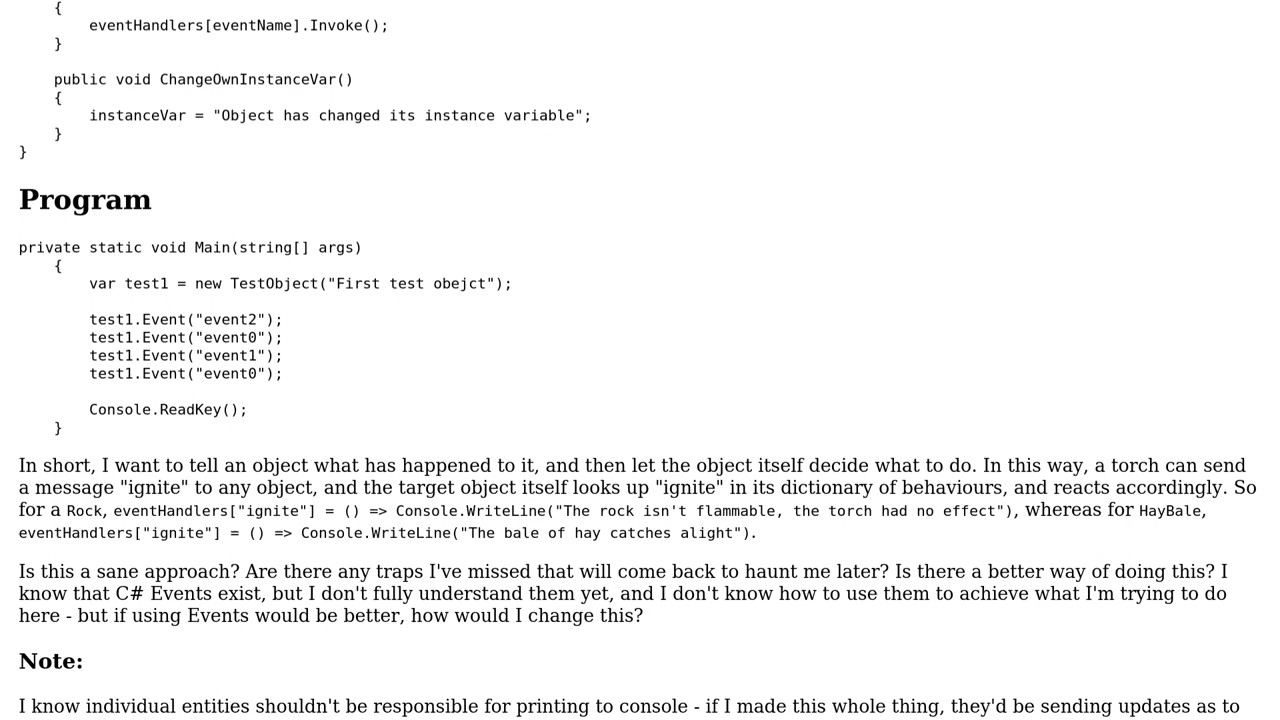 {
        eventHandlers[eventName].Invoke();
    }

    public void ChangeOwnInstanceVar()
    {
        instanceVar = "Object has changed its instance variable";
    }
}
Program
private static void Main(string[] args)
    {
        var test1 = new TestObject("First test obejct");

        test1.Event("event2");
        test1.Event("event0");
        test1.Event("event1");
        test1.Event("event0");

        Console.ReadKey();
    }
In short, I want to tell an object what has happened to it, and then let the object itself decide what to do. In this way, a torch can send
a message "ignite" to any object, and the target object itself looks up "ignite" in its dictionary of behaviours, and reacts accordingly. So
for a Rock, eventHandlers["ignite"] = () => Console.WriteLine("The rock isn't flammable, the torch had no effect"), whereas for HayBale,
eventHandlers["ignite"] = () => Console.WriteLine("The bale of hay catches alight").
Is this a sane approach? Are there any traps I've missed that will come back to haunt me later? Is there a better way of doing this? I
know that C# Events exist, but I don't fully understand them yet, and I don't know how to use them to achieve what I'm trying to do
here - but if using Events would be better, how would I change this?
Note:
I know individual entities shouldn't be responsible for printing to console - if I made this whole thing, they'd be sending updates as to